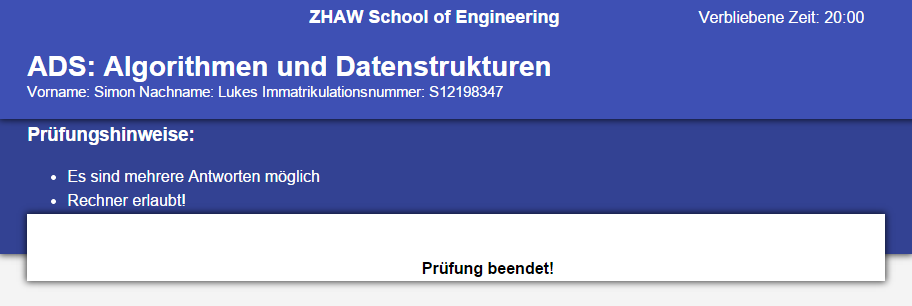 ZHAW School of Engineering
Verbliebene Zeit: 20:00
ADS: Algorithmen und Datenstrukturen
Vorname: Simon Nachname: Lukes Immatrikulationsnummer: S12198347
Prüfungshinweise:
• Es sind mehrere Antworten möglich
• Rechner erlaubt!
Prüfung beendet!